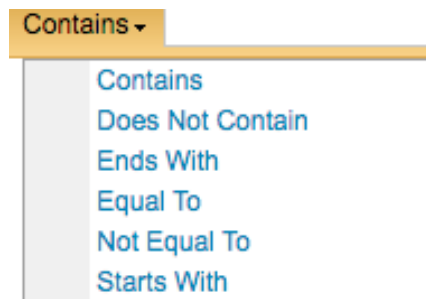 Contains
Contains
Does Not Contain
Ends With
Equal To
Not Equal To
Starts With